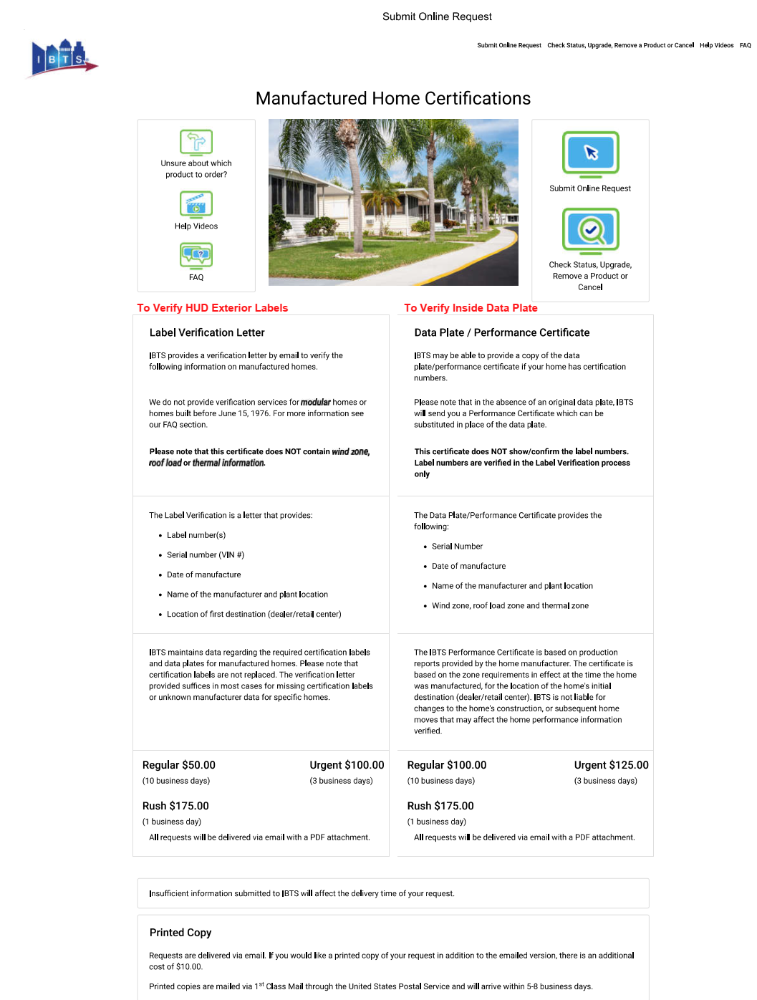 Submit Online Request
IBTS
Submit Online Request Check Status, Upgrade, Remove a Product or Cancel Help Videos FAQ
Manufactured Home Certifications
Unsure about which
product to order?
Help Videos
FAQ
Submit Online Request
Check Status, Upgrade,
Remove a Product or
Cancel
To Verify HUD Exterior Labels
Label Verification Letter
IBTS provides a verification letter by email to verify the
following information on manufactured homes.
We do not provide verification services for modular homes or
homes built before June 15, 1976. For more information see
our FAQ section.
Please note that this certificate does NOT contain wind zone,
roof load or thermal information.
The Label Verification is a letter that provides:
• Label number(s)
• Serial number (VIN #)
• Date of manufacture
• Name of the manufacturer and plant location
• Location of first destination (dealer/retail center)
IBTS maintains data regarding the required certification labels
and data plates for manufactured homes. Please note that
certification labels are not replaced. The verification letter
provided suffices in most cases for missing certification labels
or unknown manufacturer data for specific homes.
Regular $50.00
(10 business days)
Urgent $100.00
(3 business days)
Rush $175.00
(1 business day)
All requests will be delivered via email with a PDF attachment.
To Verify Inside Data Plate
Data Plate / Performance Certificate
IBTS may be able to provide a copy of the data
plate/performance certificate if your home has certification
numbers.
Please note that in the absence of an original data plate, IBTS
will send you a Performance Certificate which can be
substituted in place of the data plate.
This certificate does NOT show/confirm the label numbers.
Label numbers are verified in the Label Verification process
only
The Data Plate/Performance Certificate provides the
following:
• Serial Number
• Date of manufacture
• Name of the manufacturer and plant location
• Wind zone, roof load zone and thermal zone
The IBTS Performance Certificate is based on production
reports provided by the home manufacturer. The certificate is
based on the zone requirements in effect at the time the home
was manufactured, for the location of the home's initial
destination (dealer/retail center). IBTS is not liable for
changes to the home's construction, or subsequent home
moves that may affect the home performance information
verified.
Regular $100.00
(10 business days)
Urgent $125.00
(3 business days)
Rush $175.00
(1 business day)
All requests will be delivered via email with a PDF attachment.
Insufficient information submitted to IBTS will affect the delivery time of your request.
Printed Copy
Requests are delivered via email. If you would like a printed copy of your request in addition to the emailed version, there is an additional
cost of $10.00.
Printed copies are mailed via 1st Class Mail through the United States Postal Service and will arrive within 5-8 business days.